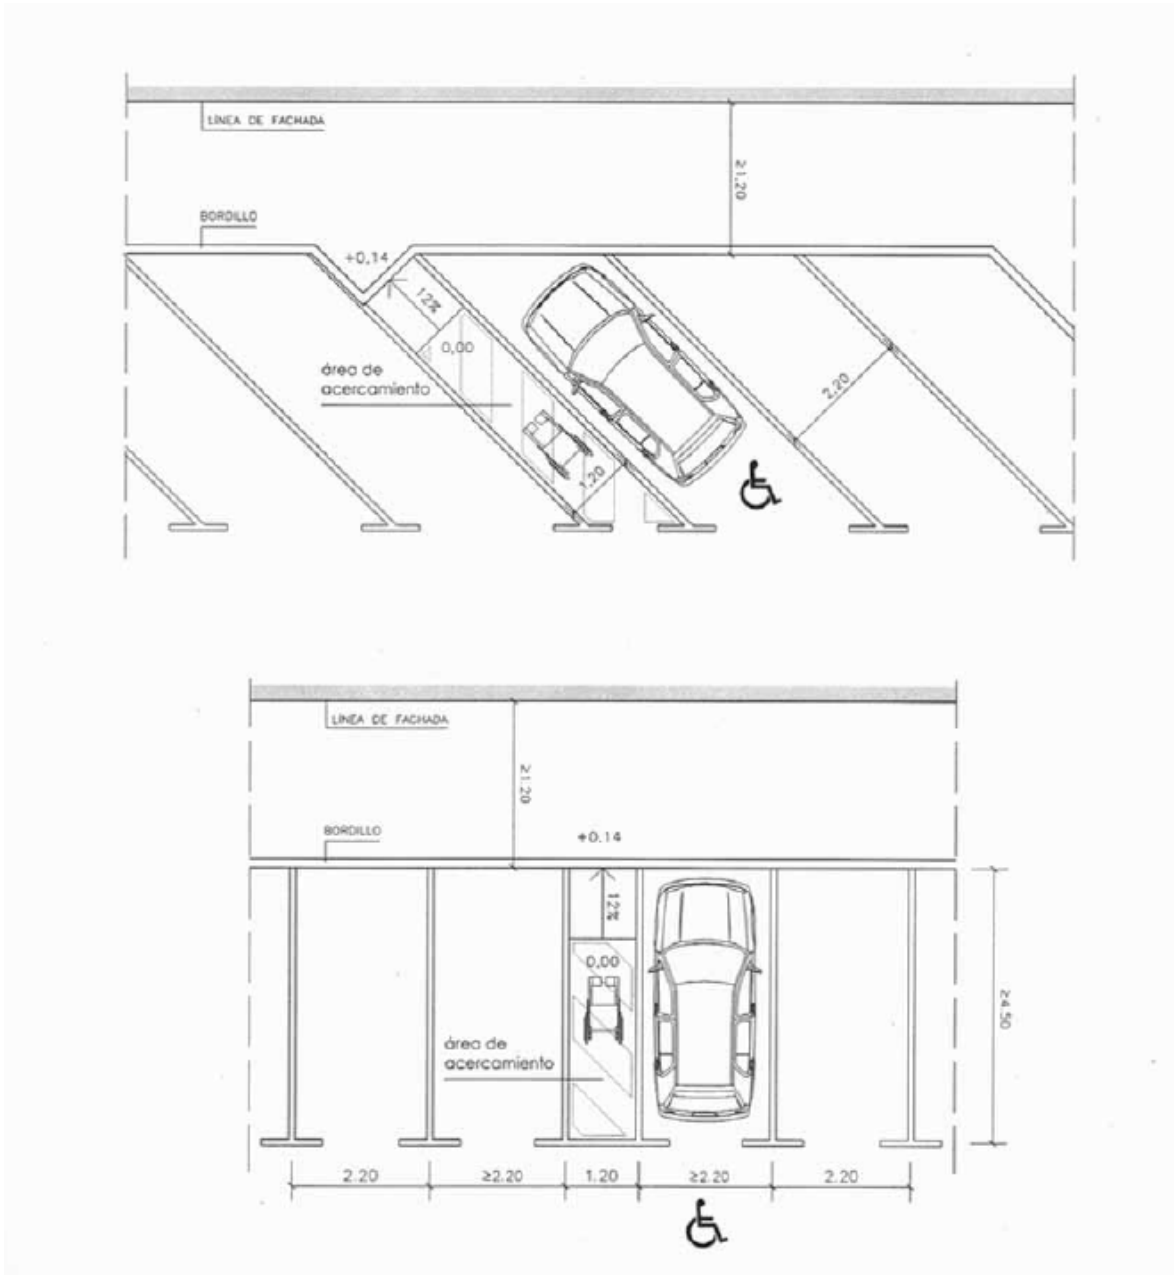 LÍNEA DE FACHADA
≥1.20
BORDILLO
+0,14
12%
0,00
área de
acercamiento
2.20
1.20
LÍNEA DE FACHADA
≥1.20
BORDILLO
+0.14
12%
0,00
≥4.50
área de
acercamiento
2.20
≥2.20
1.20
≥2.20
2.20